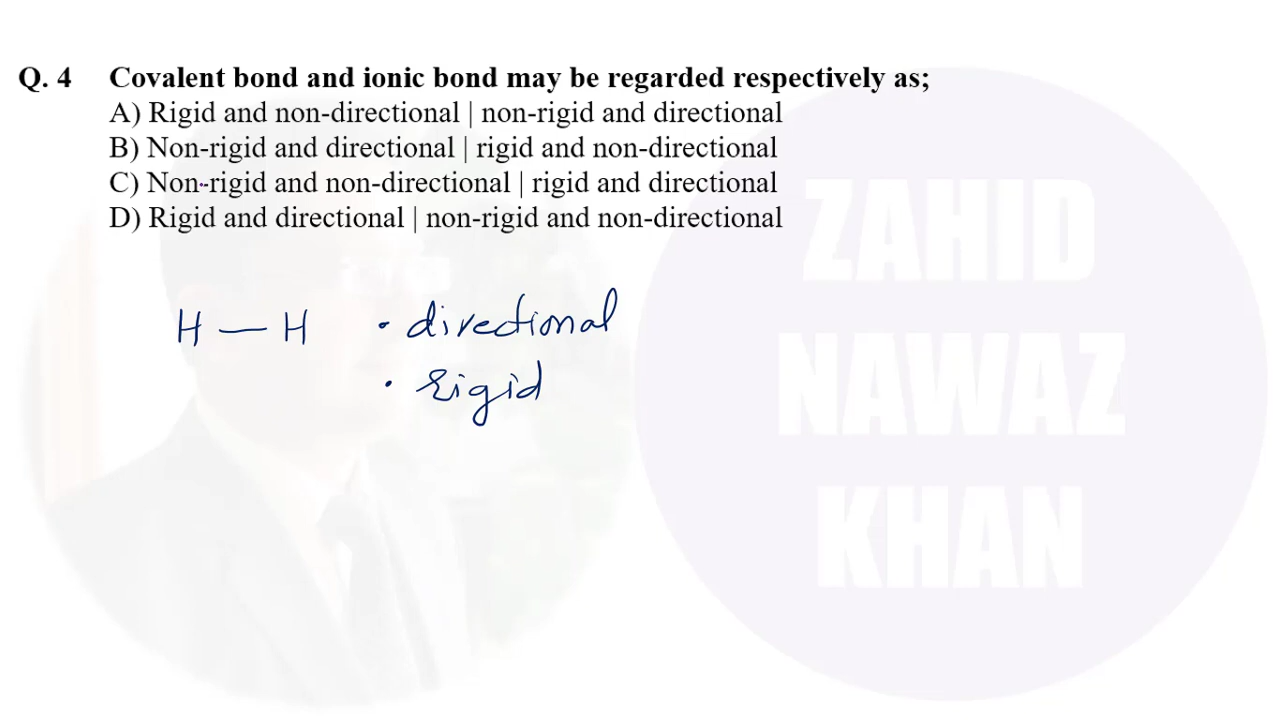 Q. 4 Covalent bond and ionic bond may be regarded respectively as;
A) Rigid and non-directional | non-rigid and directional
B) Non-rigid and directional | rigid and non-directional
C) Non-rigid and non-directional | rigid and directional
D) Rigid and directional | non-rigid and non-directional
H — H • directional
• rigid
ZAHID
NAWAZ
KHAN